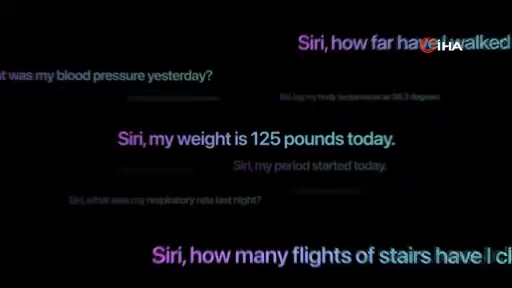 Siri, how far have I walked
İHA
t was my blood pressure yesterday?
Siri, log my body temperature as 98.3 degrees.
Siri, my weight is 125 pounds today.
Siri, my period started today.
Siri, what was my respiratory rate last night?
Siri, how many flights of stairs have I cl